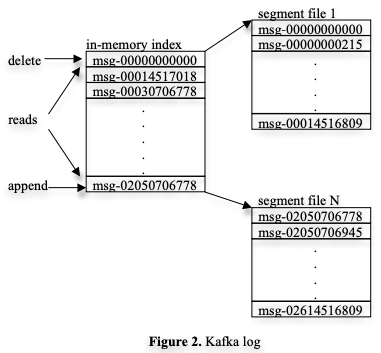 segment file 1
msg-00000000000
msg-00000000215
.
.
.
msg-00014516809
in-memory index
delete
msg-00000000000
msg-00014517018
msg-00030706778
reads
.
.
.
.
.
append
msg-02050706778
segment file N
msg-02050706778
msg-02050706945
.
.
.
msg-02614516809
Figure 2. Kafka log